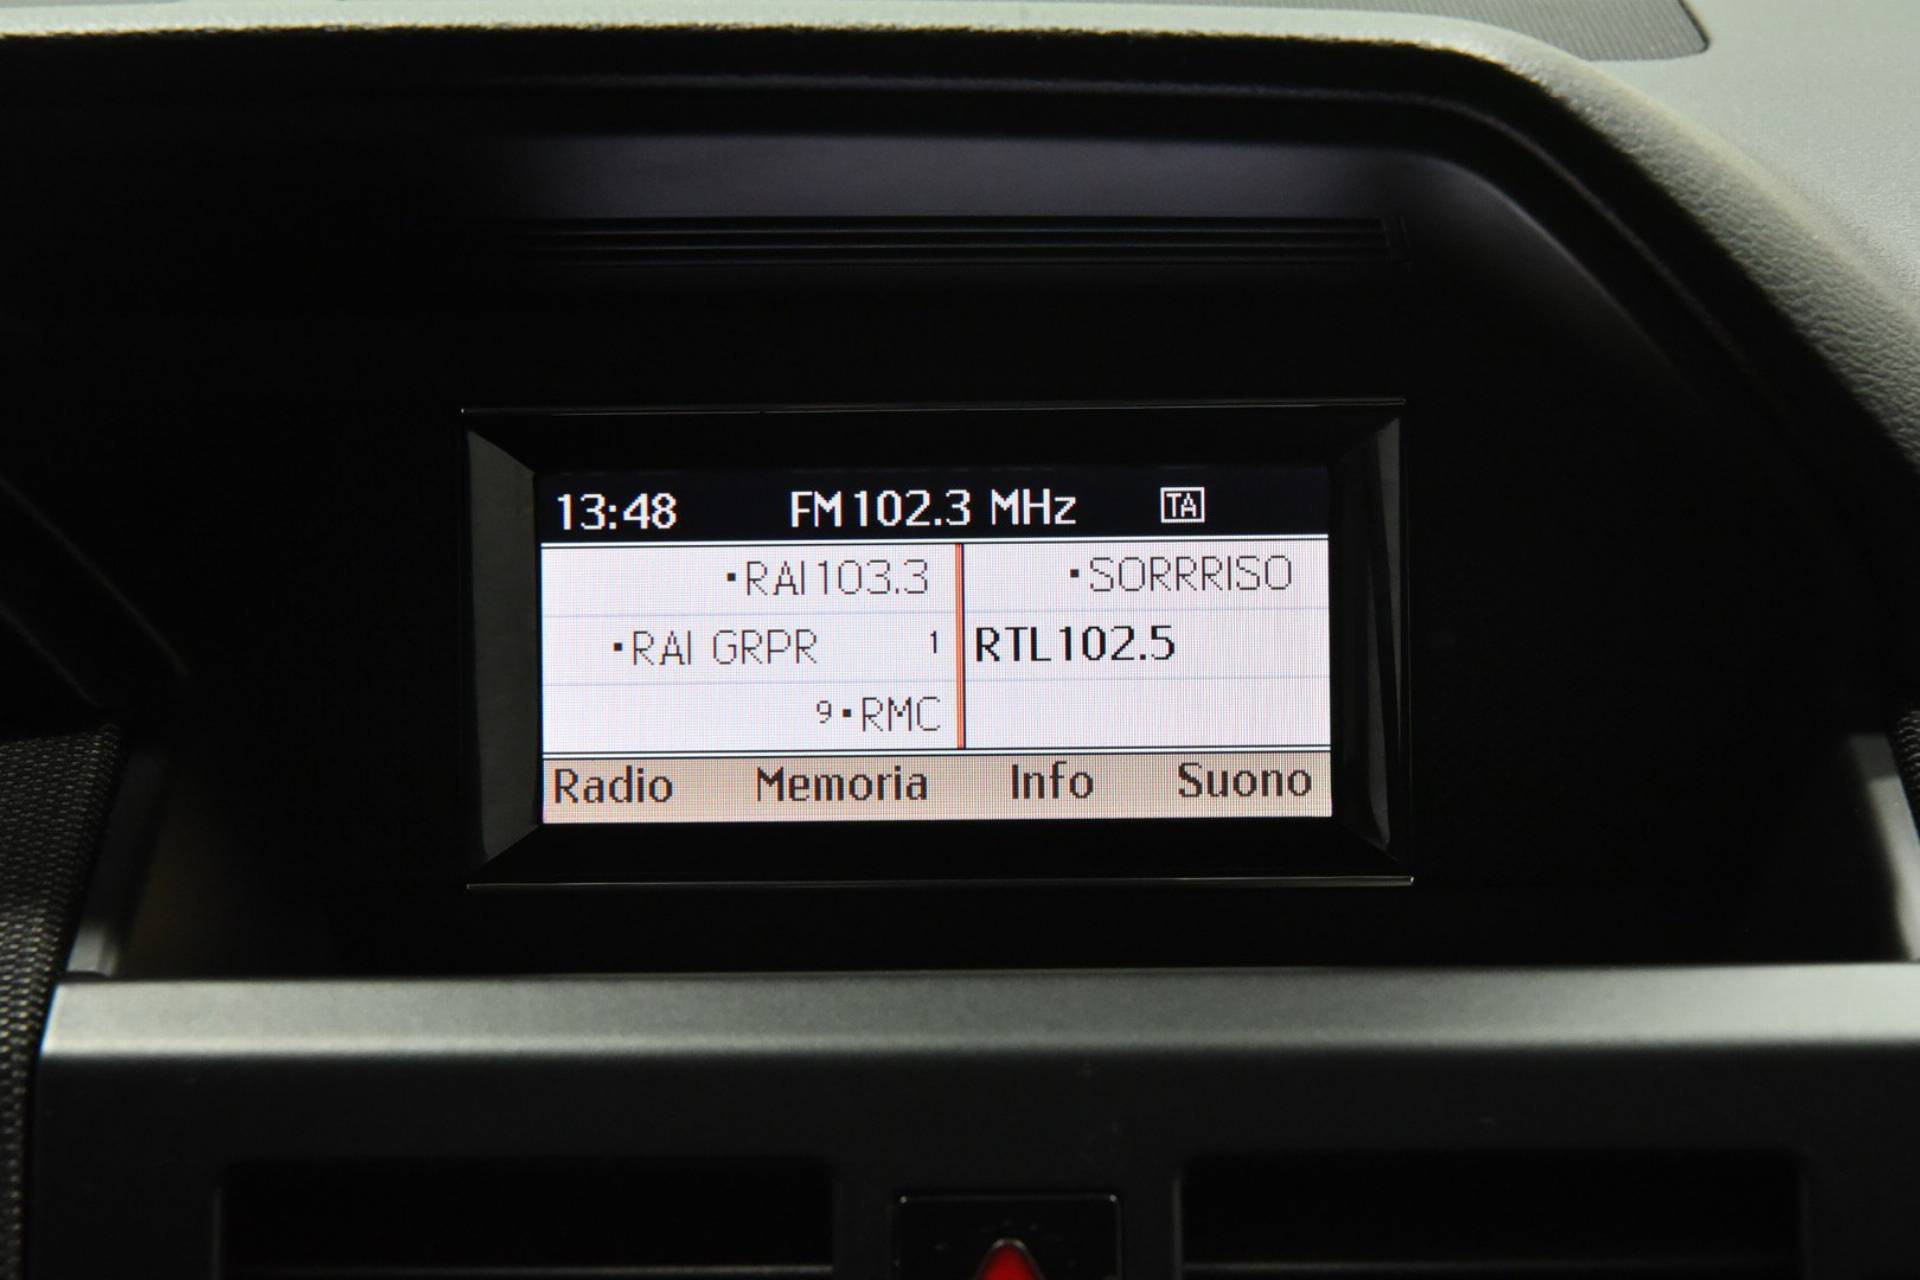 13:48 FM 102.3 MHz TA
·RAI 103.3 ·SORRRISO
·RAI GRPR 1 RTL 102.5
9 ·RMC
Radio Memoria Info Suono